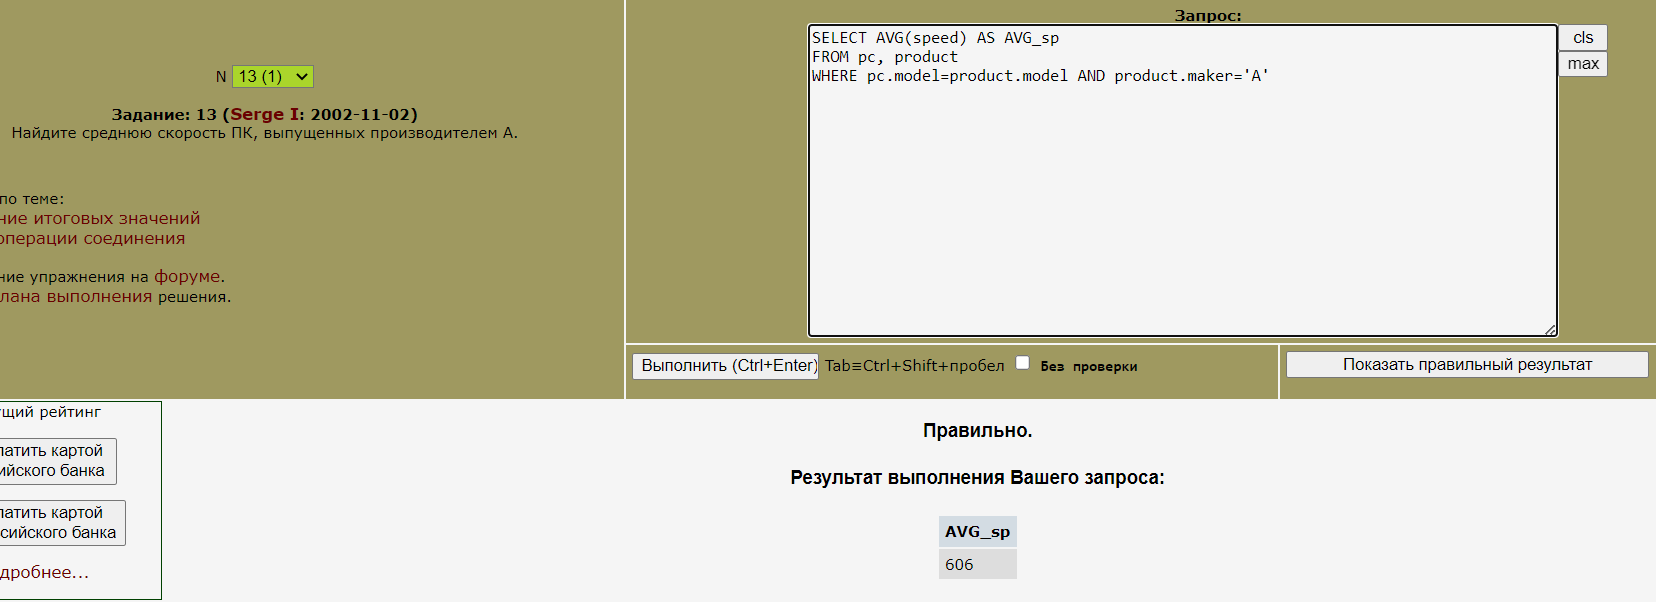 N 13 (1)
Задание: 13 (Serge I: 2002-11-02)
Найдите среднюю скорость ПК, выпущенных производителем A.
по теме:
ние итоговых значений
операции соединения
ние упражнения на форуме.
лана выполнения решения.
Запрос:
SELECT AVG(speed) AS AVG_sp
FROM pc, product
WHERE pc.model=product.model AND product.maker='A'
cls
max
Выполнить (Ctrl+Enter) Tab≡Ctrl+Shift+пробел Без проверки
Показать правильный результат
ущий рейтинг
латить картой
ийского банка
латить картой
сийского банка
дробнее...
Правильно.
Результат выполнения Вашего запроса:
AVG_sp
606